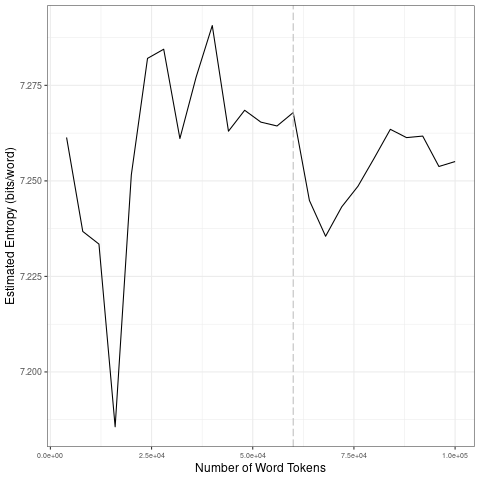 Estimated Entropy (bits/word)
7.275
7.250
7.225
7.200
0.0e+00 2.5e+04 5.0e+04 7.5e+04 1.0e+05
Number of Word Tokens